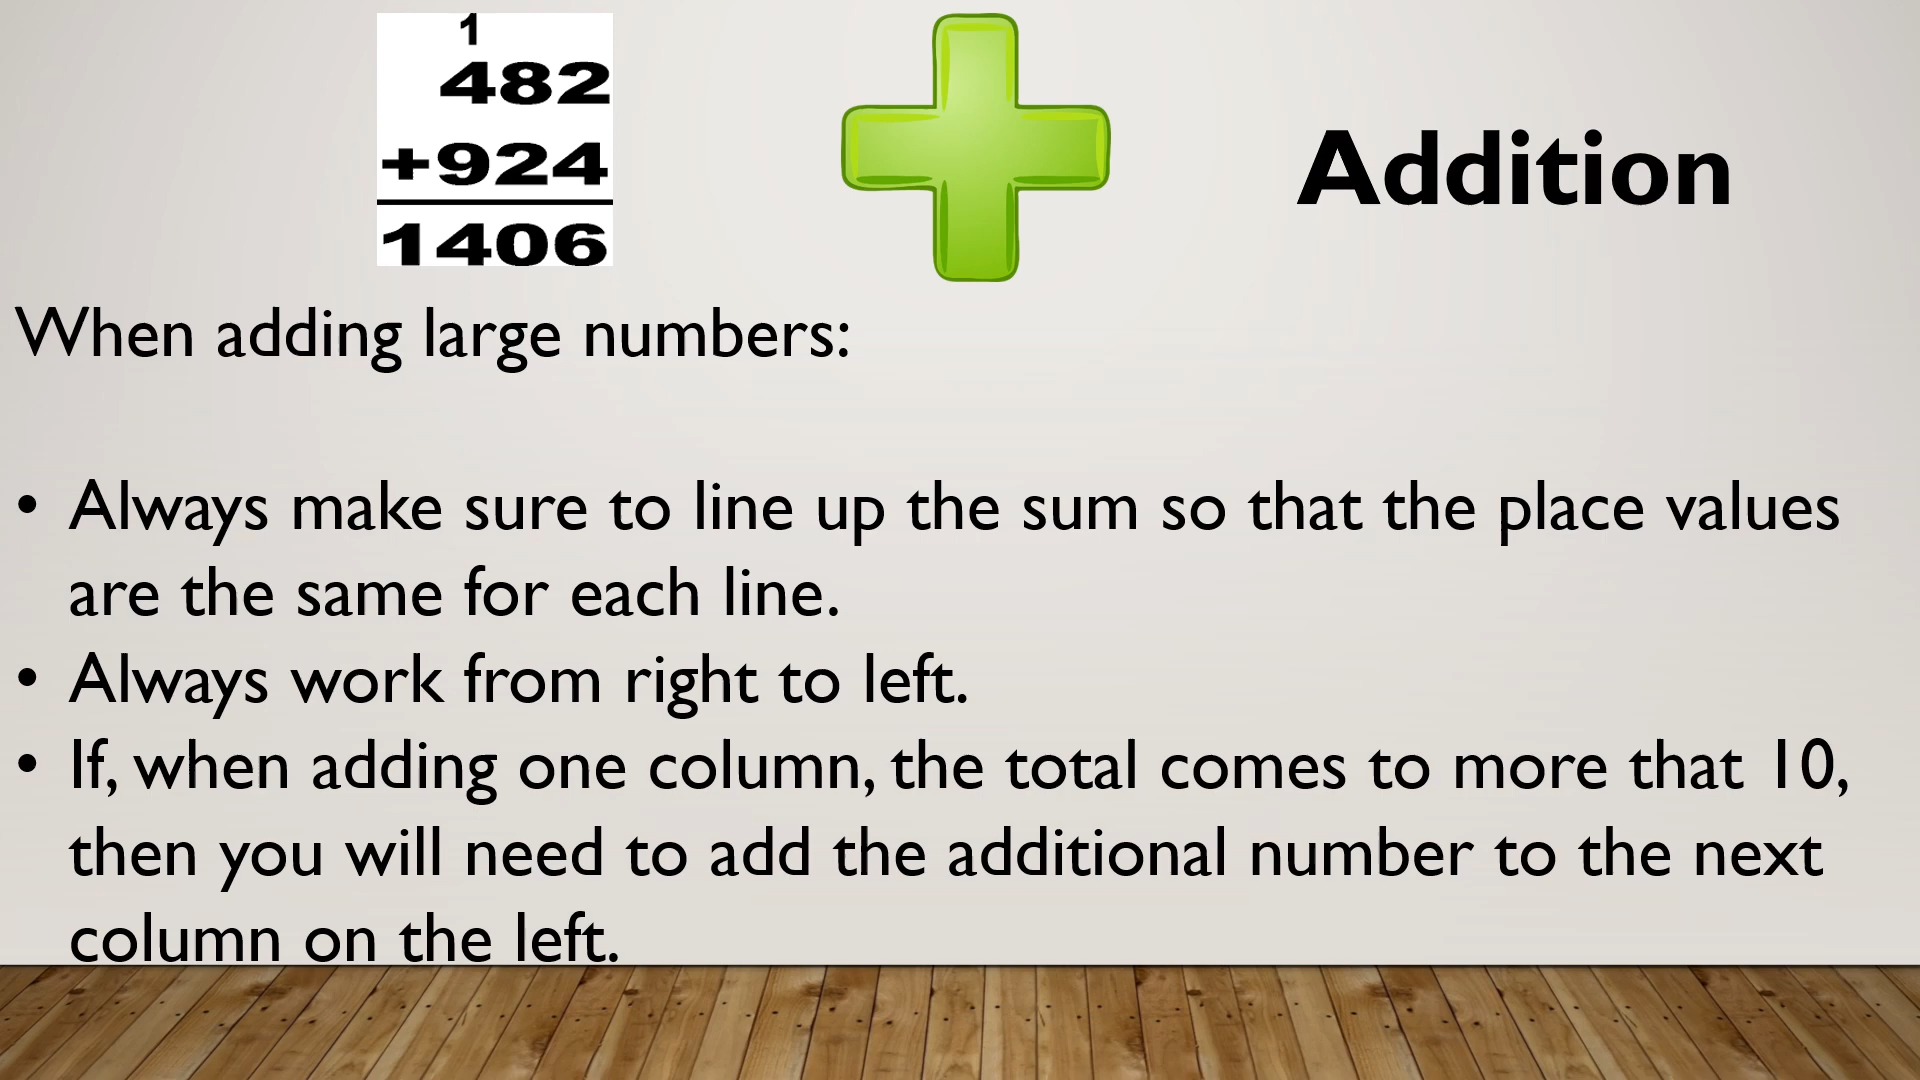 1
482
+924
1406
Addition
When adding large numbers:
• Always make sure to line up the sum so that the place values
are the same for each line.
• Always work from right to left.
• If, when adding one column, the total comes to more that 10,
then you will need to add the additional number to the next
column on the left.